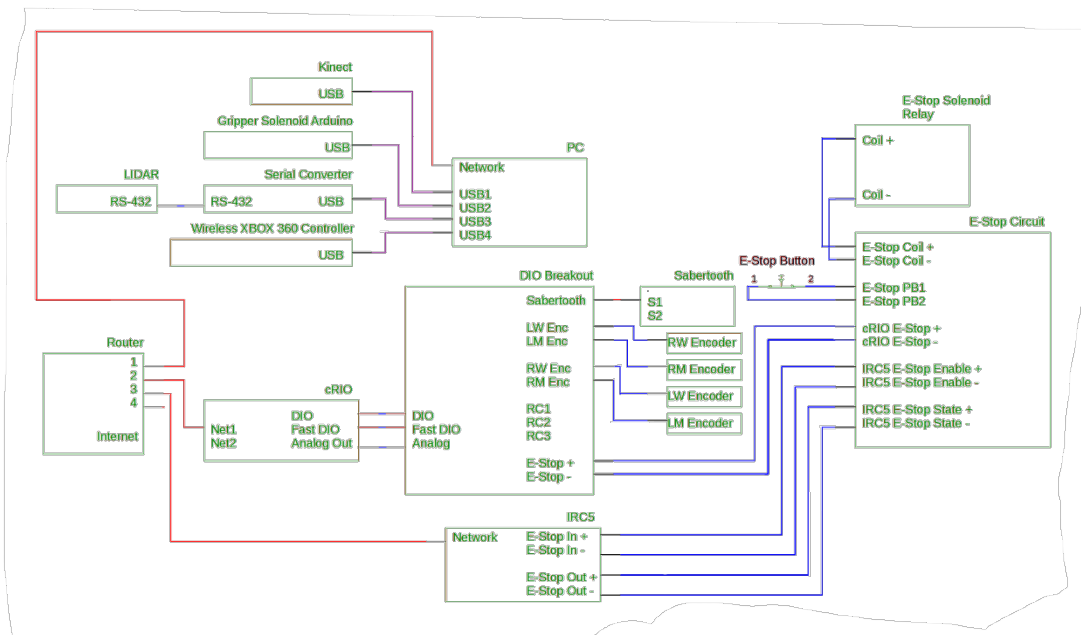 Kinect
USB
Gripper Solenoid Arduino
USB
LIDAR
RS-432
Serial Converter
RS-432
USB
Wireless XBOX 360 Controller
USB
PC
Network
USB1
USB2
USB3
USB4
E-Stop Solenoid
Relay
Coil +
Coil -
E-Stop Circuit
E-Stop Coil +
E-Stop Coil -
E-Stop PB1
E-Stop PB2
cRIO E-Stop +
cRIO E-Stop -
IRC5 E-Stop Enable +
IRC5 E-Stop Enable -
IRC5 E-Stop State +
IRC5 E-Stop State -
E-Stop Button
1 2
DIO Breakout
Sabertooth
LW Enc
LM Enc
RW Enc
RM Enc
RC1
RC2
RC3
E-Stop +
E-Stop -
DIO
Fast DIO
Analog
Sabertooth
S1
S2
RW Encoder
RM Encoder
LW Encoder
LM Encoder
Router
1
2
3
4
Internet
cRIO
DIO
Fast DIO
Analog Out
Net1
Net2
IRC5
Network
E-Stop In +
E-Stop In -
E-Stop Out +
E-Stop Out -